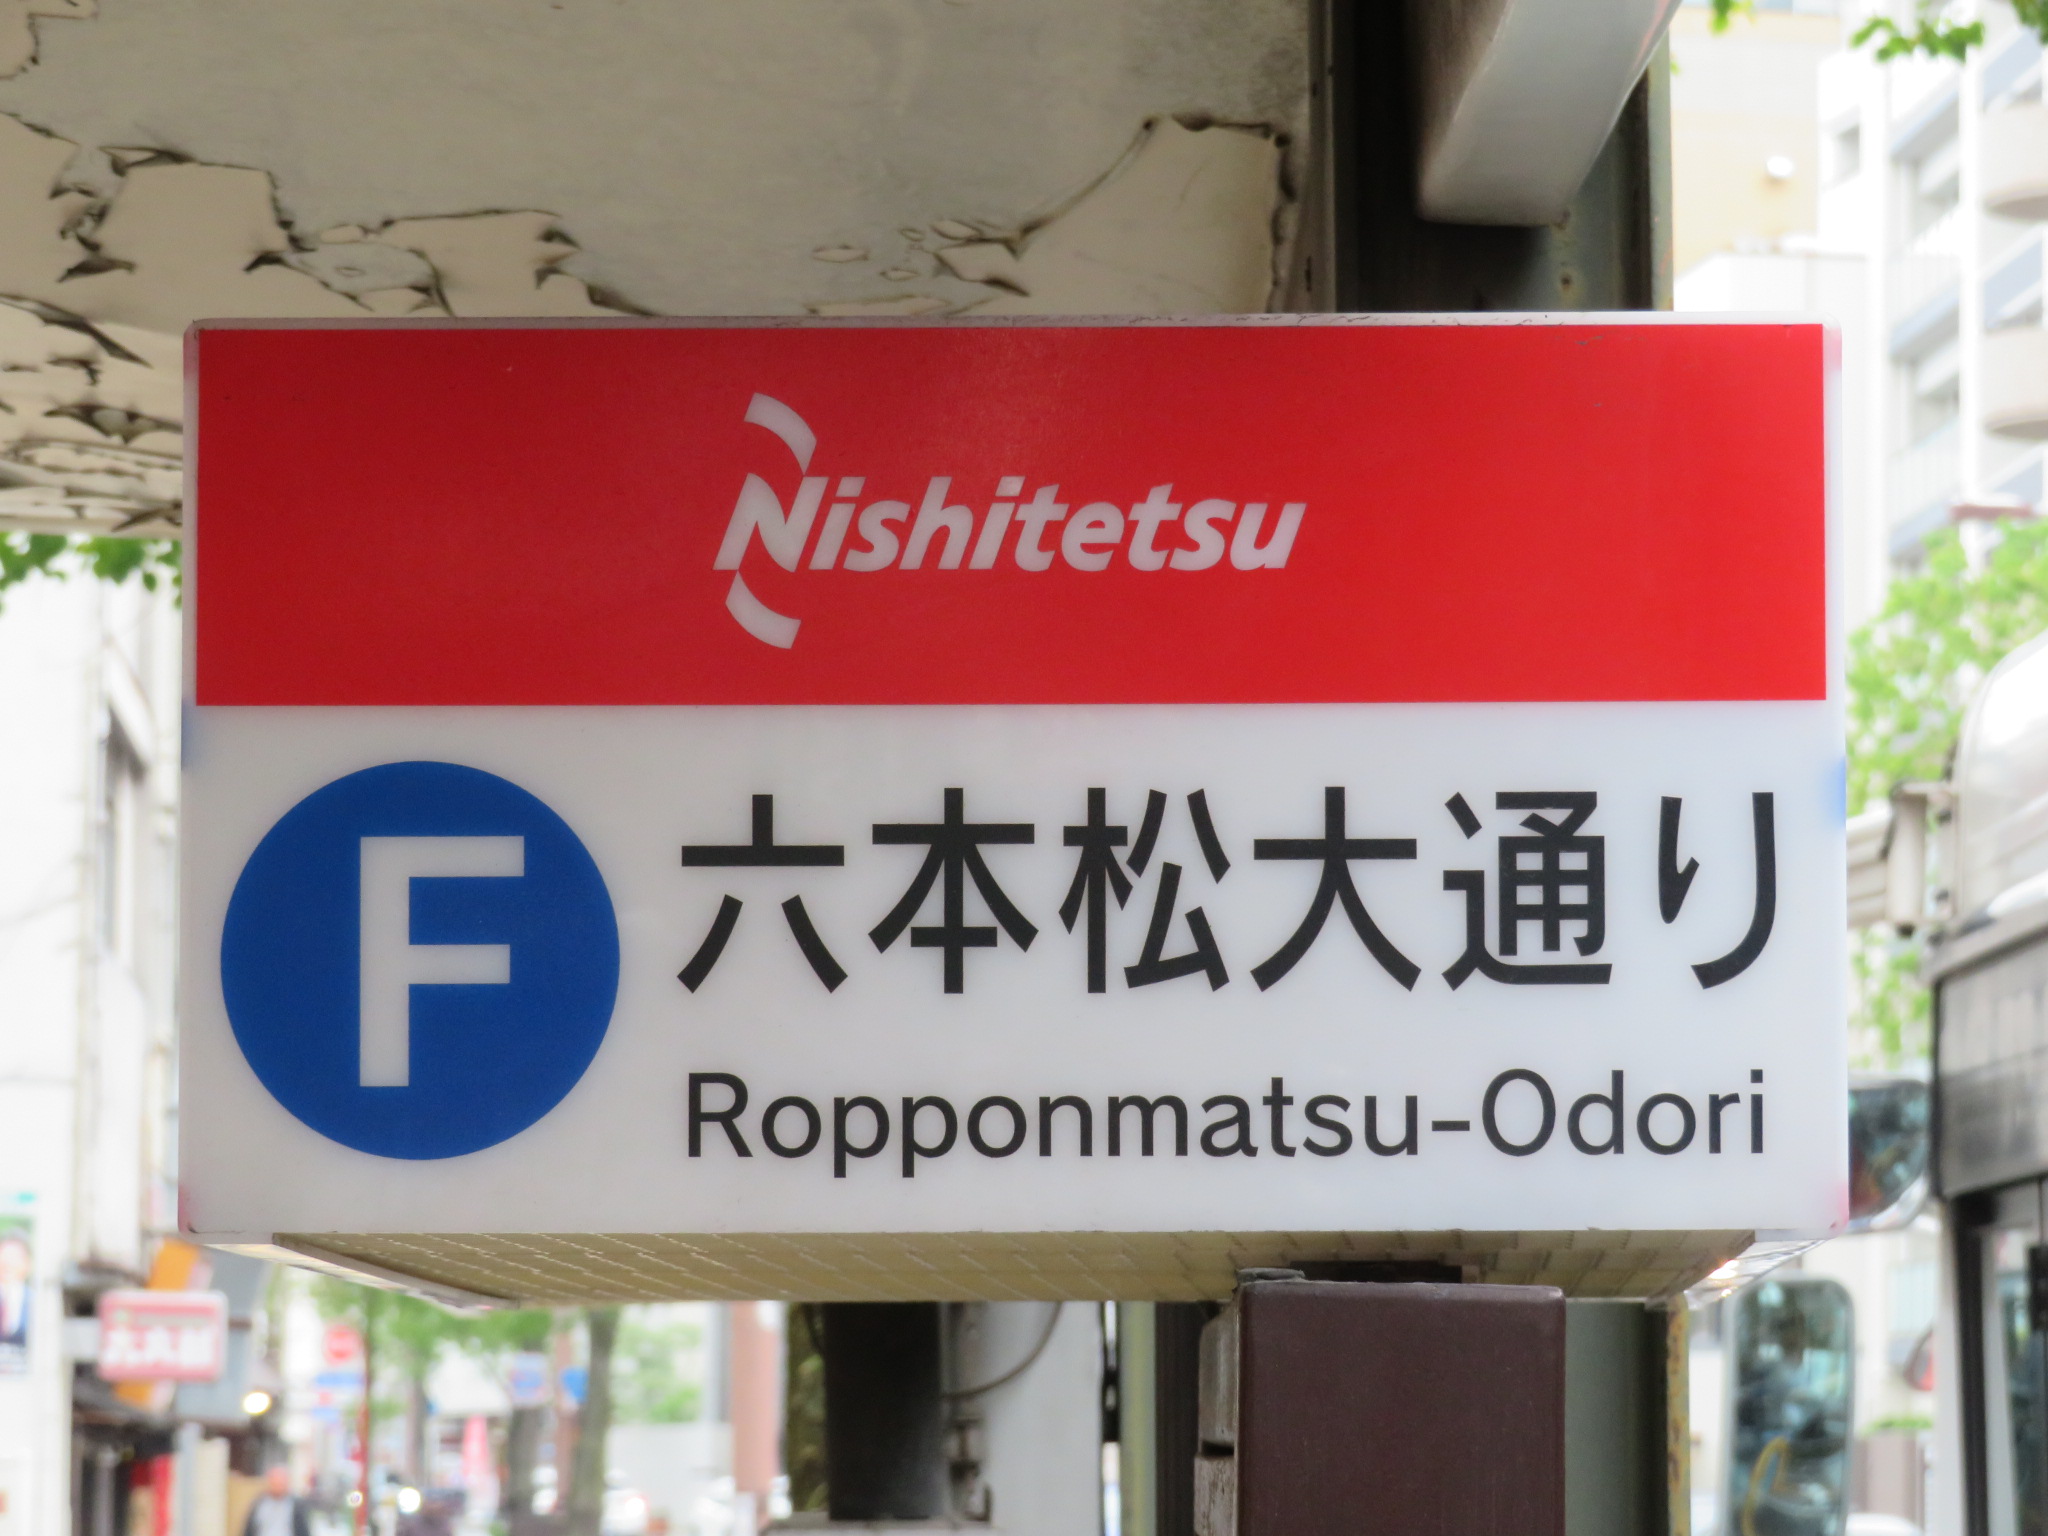 Nishitetsu
F
六本松大通り
Ropponmatsu-Odori